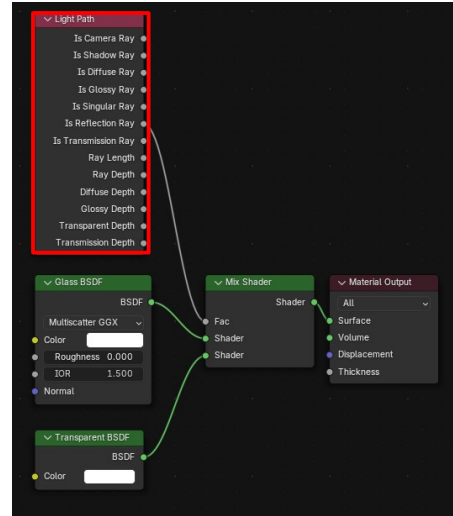 Light Path
Is Camera Ray
Is Shadow Ray
Is Diffuse Ray
Is Glossy Ray
Is Singular Ray
Is Reflection Ray
Is Transmission Ray
Ray Length
Ray Depth
Diffuse Depth
Glossy Depth
Transparent Depth
Transmission Depth
Glass BSDF
BSDF
Multiscatter GGX
Color
Roughness 0.000
IOR 1.500
Normal
Mix Shader
Shader
Fac
Shader
Shader
Material Output
All
Surface
Volume
Displacement
Thickness
Transparent BSDF
BSDF
Color